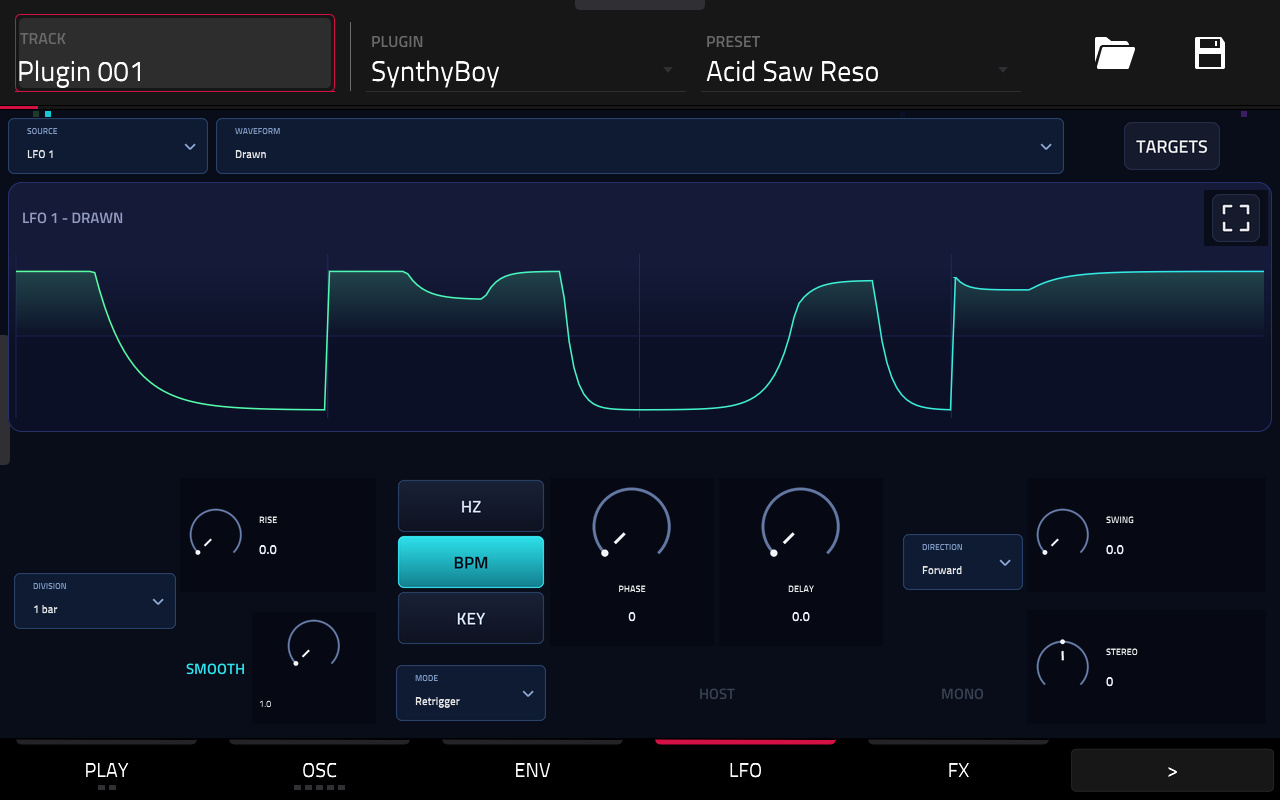 TRACK
Plugin 001
PLUGIN
SynthyBoy
PRESET
Acid Saw Reso
SOURCE
LFO 1
WAVEFORM
Drawn
TARGETS
LFO 1 - DRAWN
RISE
0.0
DIVISION
1 bar
SMOOTH
1.0
HZ
BPM
KEY
MODE
Retrigger
PHASE
0
DELAY
0.0
HOST
DIRECTION
Forward
MONO
SWING
0.0
STEREO
0
PLAY
OSC
ENV
LFO
FX
>